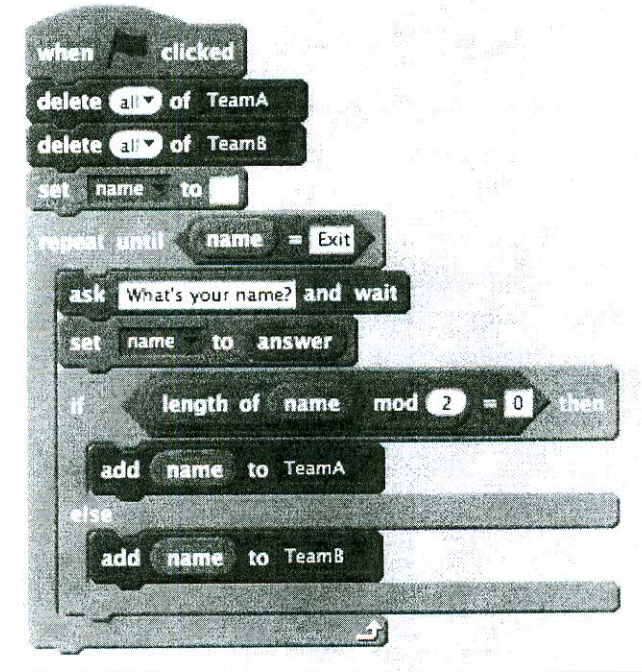 when clicked
delete all of TeamA
delete all of TeamB
set name to
repeat until name = Exit
ask What's your name? and wait
set name to answer
if length of name mod 2 = 0 then
add name to TeamA
else
add name to TeamB